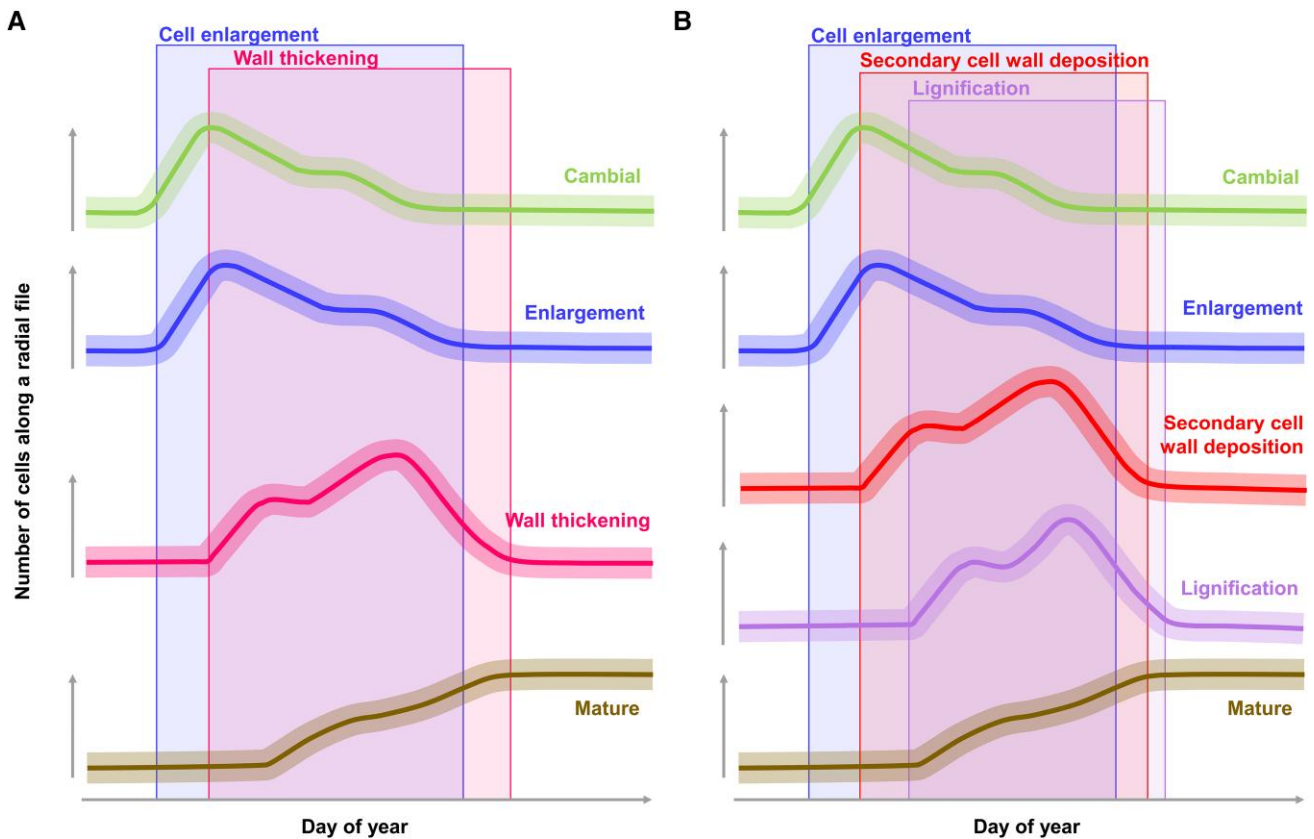 A
Cell enlargement
Wall thickening
Cambial
Enlargement
Wall thickening
Mature
Number of cells along a radial file
Day of year
B
Cell enlargement
Secondary cell wall deposition
Lignification
Cambial
Enlargement
Secondary cell
wall deposition
Lignification
Mature
Day of year